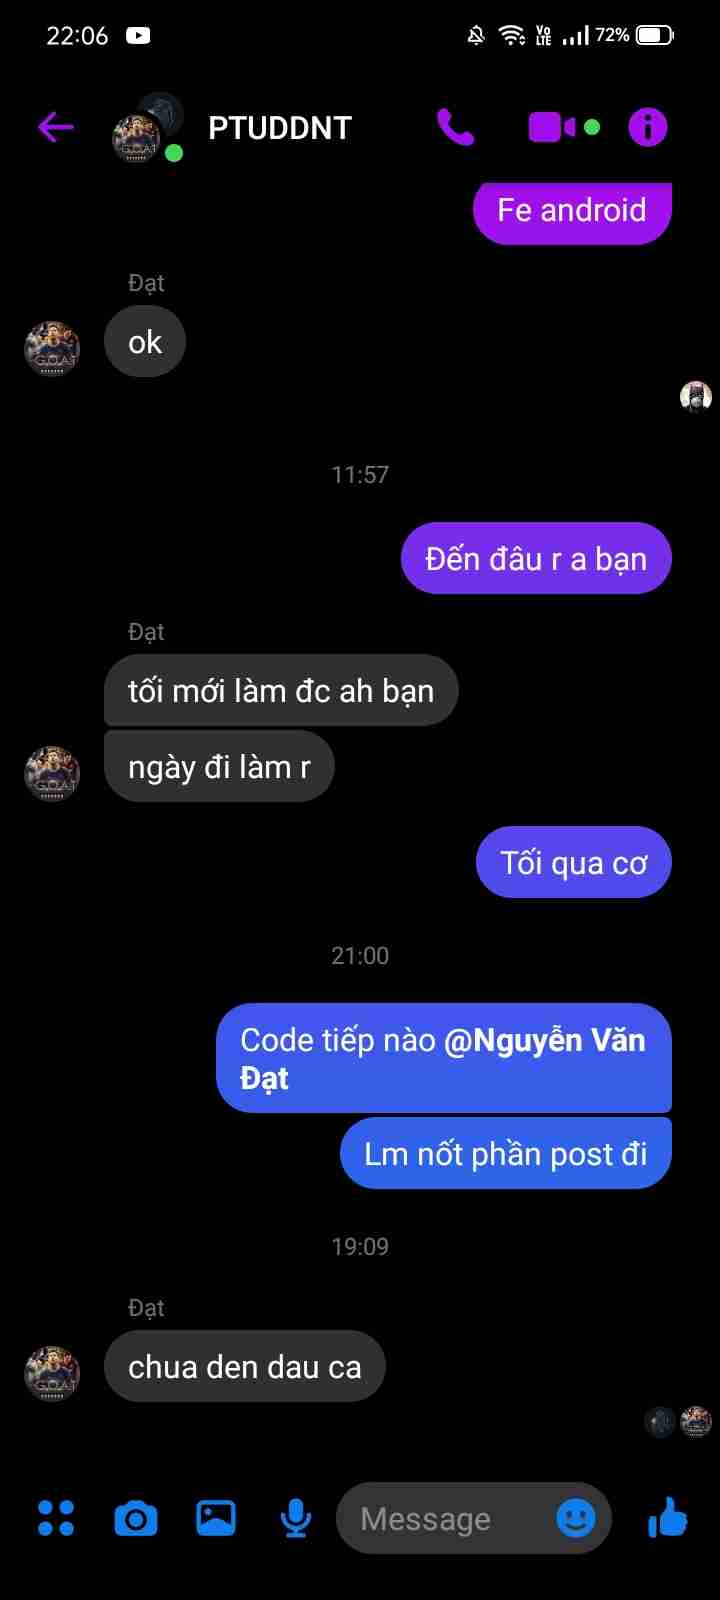 22:06
Vo
LTE
72%
PTUDDNT
Fe android
Đạt
ok
11:57
Đến đâu r a bạn
Đạt
tối mới làm đc ah bạn
ngày đi làm r
Tối qua cơ
21:00
Code tiếp nào @Nguyễn Văn
Đạt
Lm nốt phần post đi
19:09
Đạt
chua den dau ca
Message